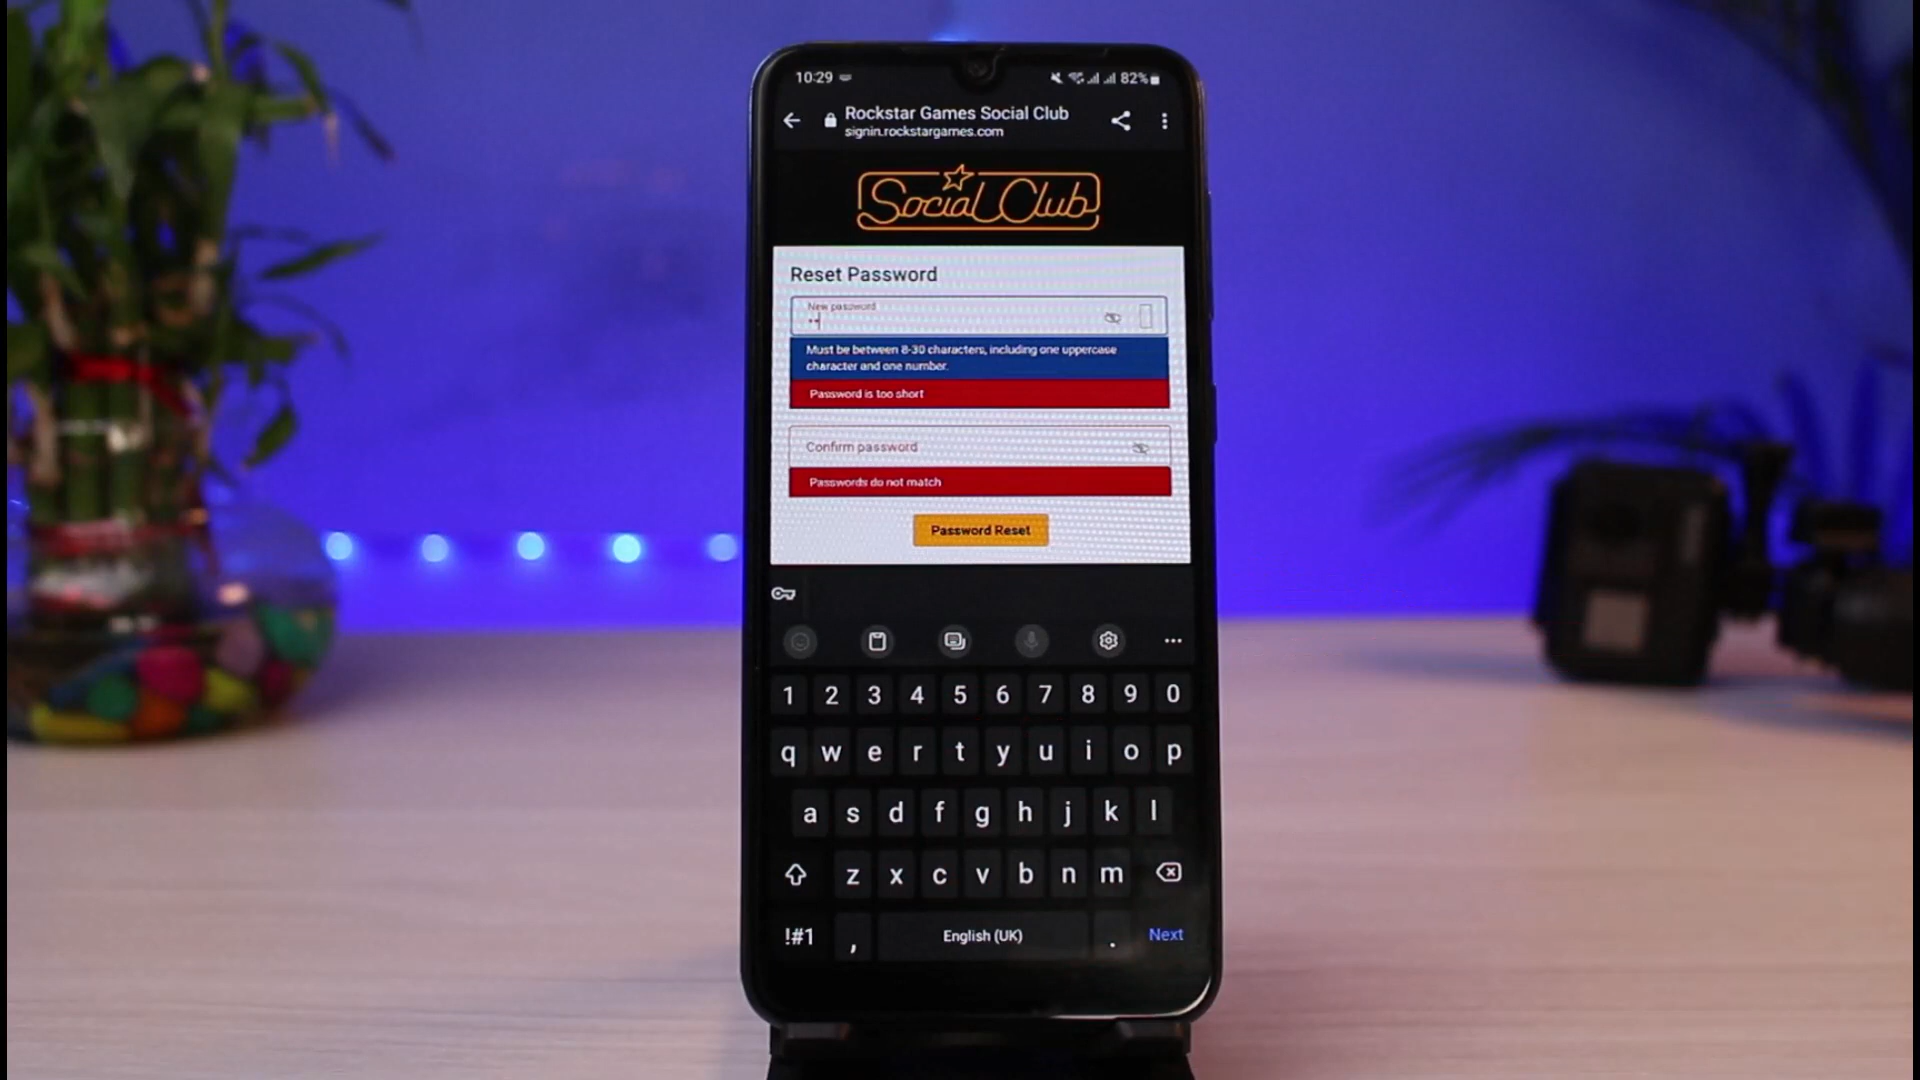 10:29 82%
Rockstar Games Social Club
signin.rockstargames.com
Social Club
Reset Password
New password
Must be between 8-30 characters, including one uppercase
character and one number.
Password is too short
Confirm password
Passwords do not match
Password Reset
1 2 3 4 5 6 7 8 9 0
q w e r t y u i o p
a s d f g h j k l
z x c v b n m
!#1 , English (UK) . Next